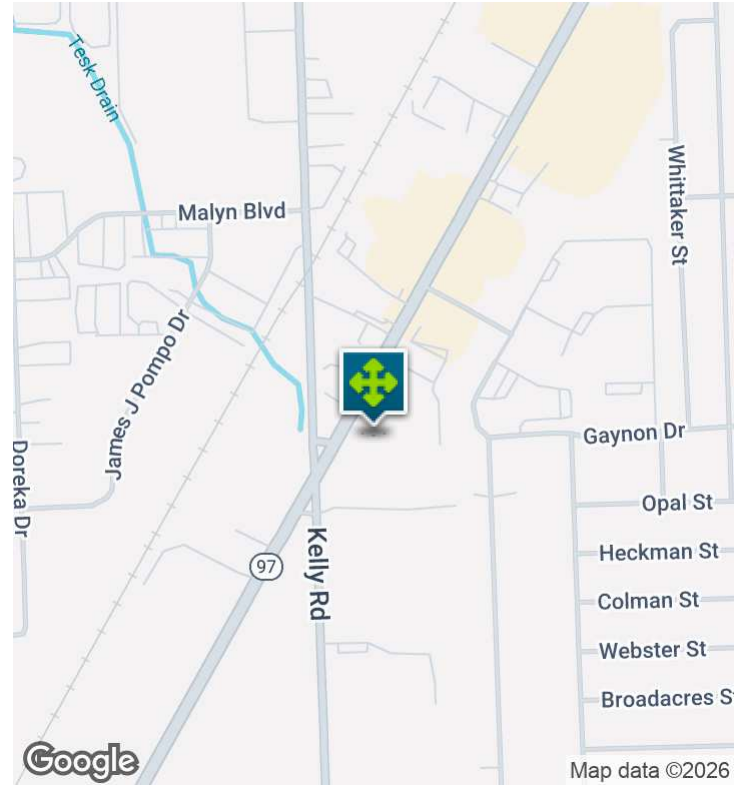 Tesk Drain
Malyn Blvd
Whittaker St
James J Pompo Dr
Gaynon Dr
Doreka Dr
Opal St
Kelly Rd
97
Heckman St
Colman St
Webster St
Broadacres S
Google
Map data ©2026